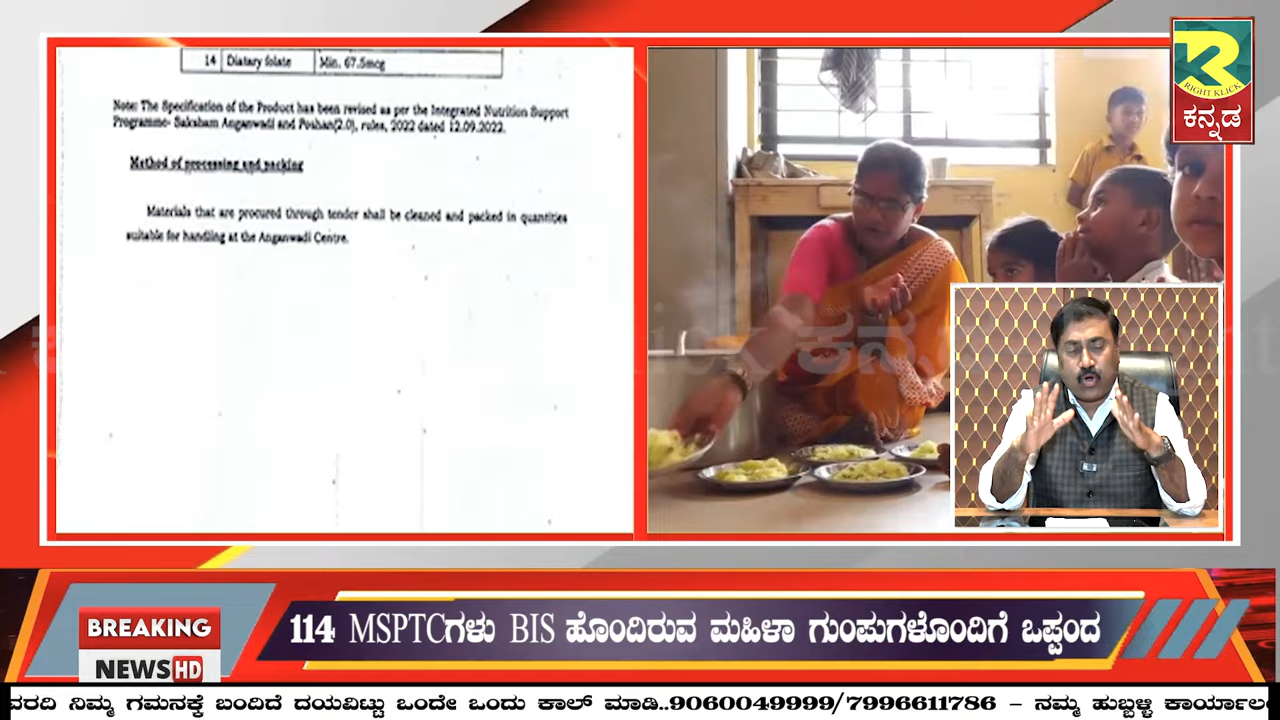 14 Diatary folate Min. 67.5mcg
Note: The Specification of the Product has been revised as per the Integrated Nutrition Support
Programme- Saksham Anganwadi and Poshan(2.0), rules, 2022 dated 12.09.2022.
Method of processing and packing
Materials that are procured through tender shall be cleaned and packed in quantities
suitable for handling at the Anganwadi Centre.
RIGHT KLICK
ಕನ್ನಡ
BREAKING
NEWS HD
114 MSPTCಗಳು BIS ಹೊಂದಿರುವ ಮಹಿಳಾ ಗುಂಪುಗಳೊಂದಿಗೆ ಒಪ್ಪಂದ
ವರದಿ ನಿಮ್ಮ ಗಮನಕ್ಕೆ ಬಂದಿದೆ ದಯವಿಟ್ಟು ಒಂದೇ ಒಂದು ಕಾಲ್ ಮಾಡಿ..9060049999/7996611786 – ನಮ್ಮ ಹುಬ್ಬಳ್ಳಿ